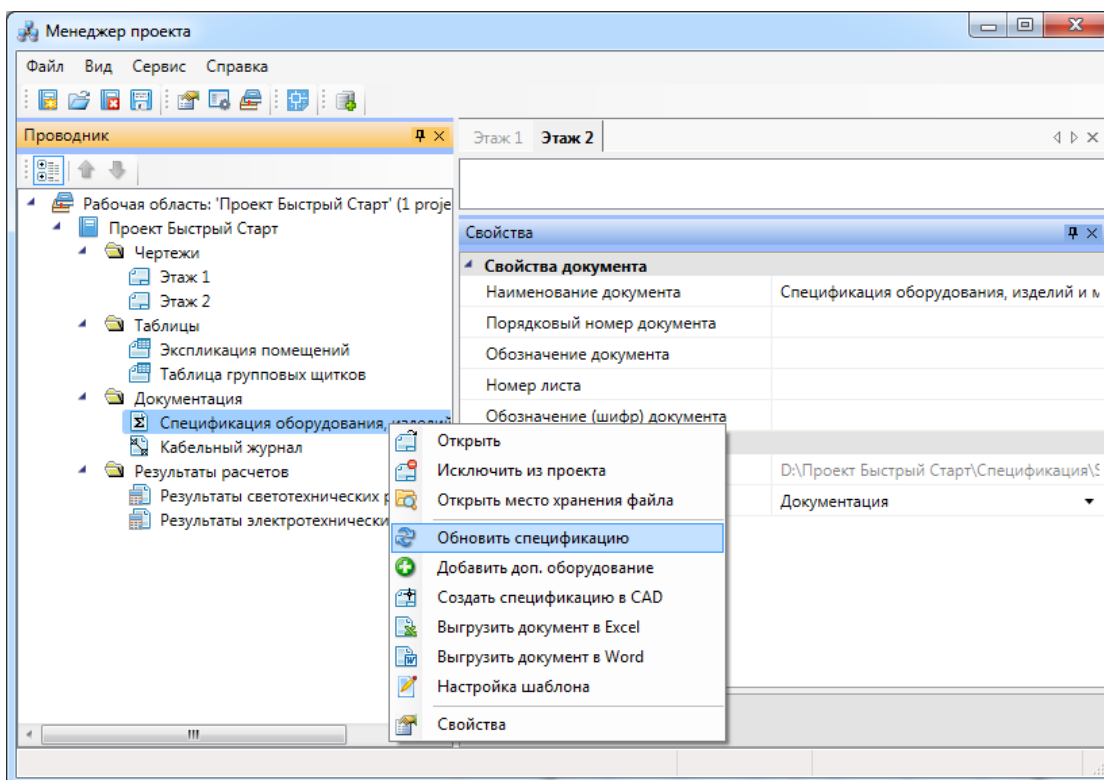 Менеджер проекта
Файл Вид Сервис Справка
Проводник
Этаж 1 Этаж 2
Рабочая область: 'Проект Быстрый Старт' (1 proje
Проект Быстрый Старт
Чертежи
Этаж 1
Этаж 2
Таблицы
Экспликация помещений
Таблица групповых щитков
Документация
Спецификация оборудования, изделий
Кабельный журнал
Результаты расчетов
Результаты светотехнических р
Результаты электротехнически
Свойства
Свойства документа
Наименование документа Спецификация оборудования, изделий и м
Порядковый номер документа
Обозначение документа
Номер листа
Обозначение (шифр) документа
D:\Проект Быстрый Старт\Спецификация\S
Документация
Открыть
Исключить из проекта
Открыть место хранения файла
Обновить спецификацию
Добавить доп. оборудование
Создать спецификацию в CAD
Выгрузить документ в Excel
Выгрузить документ в Word
Настройка шаблона
Свойства